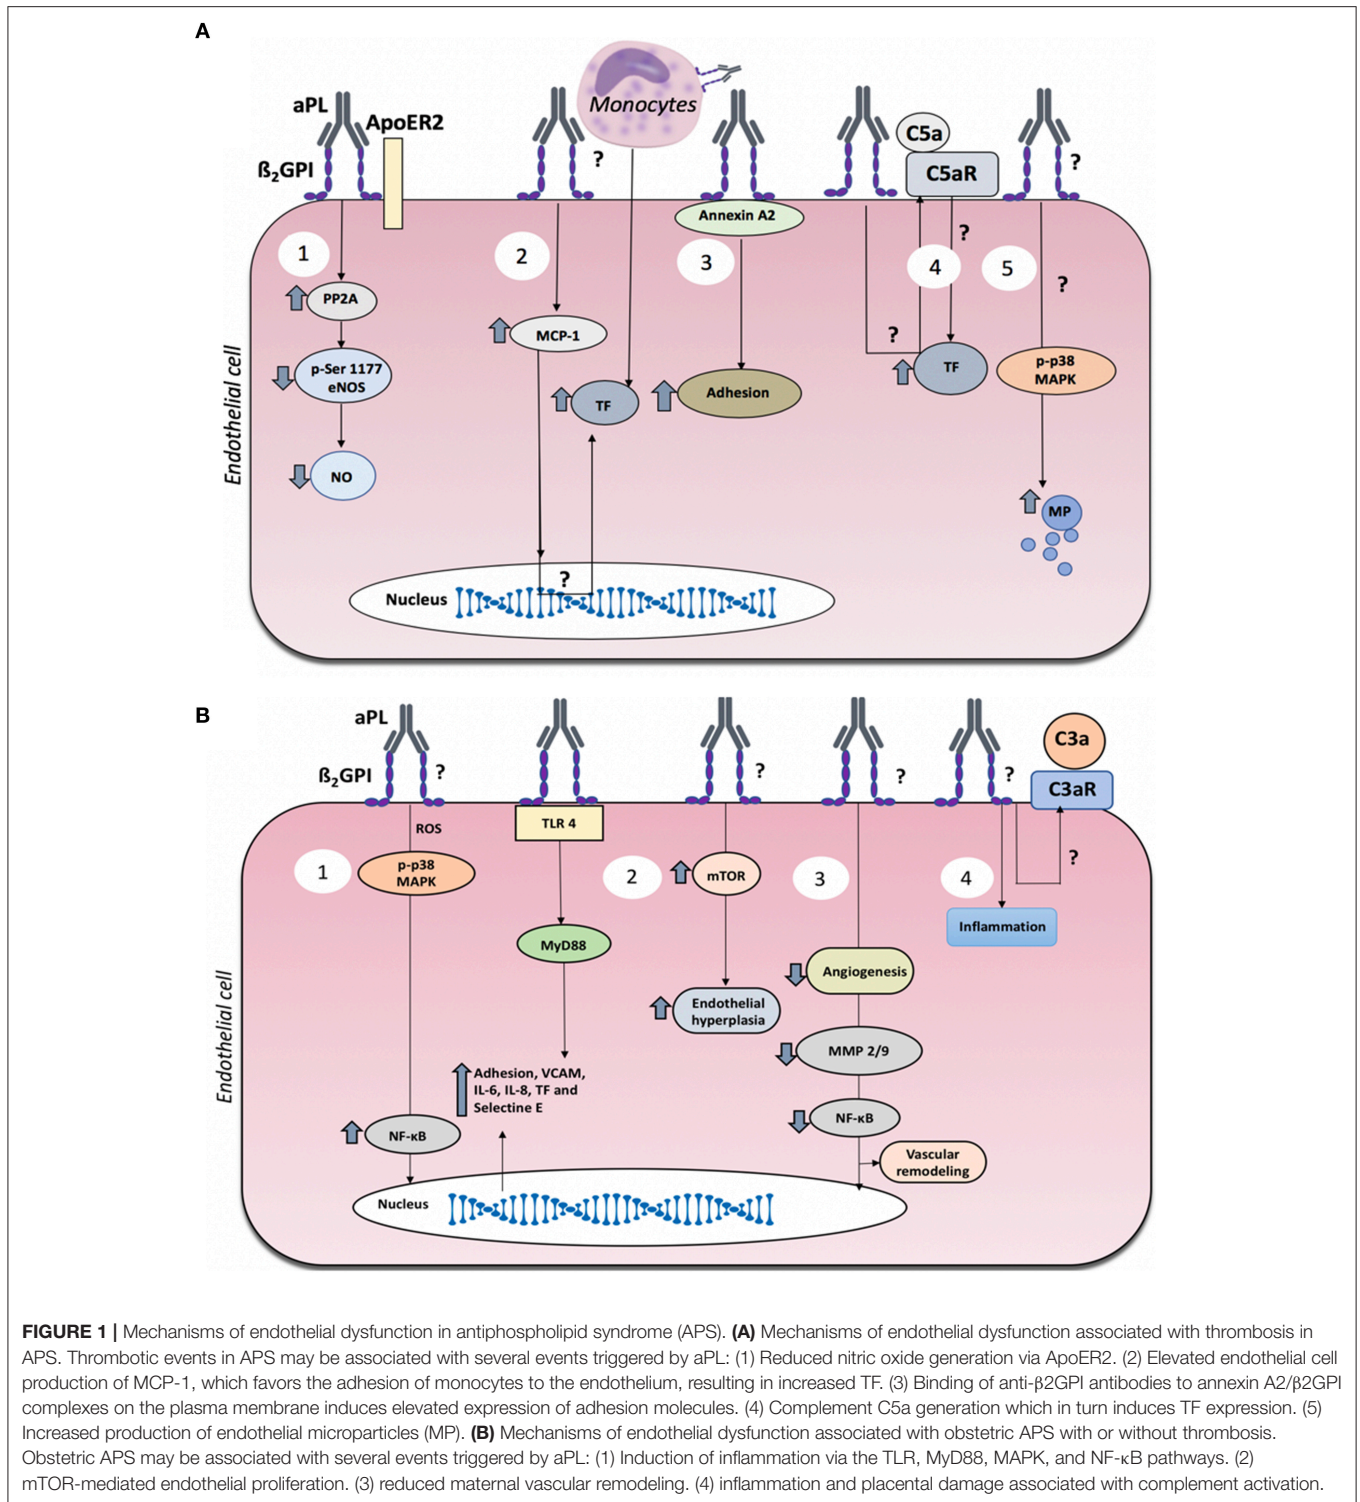 A
aPL
ApoER2
ß₂GPI
?
Monocytes
C5a
C5aR
?
Annexin A2
1
2
3
4
5
?
?
?
PP2A
MCP-1
p-Ser 1177
eNOS
TF
Adhesion
TF
p-p38
MAPK
NO
MP
Endothelial cell
?
Nucleus
B
aPL
ß₂GPI
?
?
?
?
C3a
C3aR
ROS
TLR 4
1
p-p38
MAPK
2
mTOR
3
4
?
Inflammation
MyD88
Angiogenesis
Endothelial
hyperplasia
MMP 2/9
Adhesion, VCAM,
IL-6, IL-8, TF and
Selectine E
NF-κB
NF-κB
Vascular
remodeling
Endothelial cell
Nucleus
FIGURE 1 | Mechanisms of endothelial dysfunction in antiphospholipid syndrome (APS). (A) Mechanisms of endothelial dysfunction associated with thrombosis in
APS. Thrombotic events in APS may be associated with several events triggered by aPL: (1) Reduced nitric oxide generation via ApoER2. (2) Elevated endothelial cell
production of MCP-1, which favors the adhesion of monocytes to the endothelium, resulting in increased TF. (3) Binding of anti-β2GPI antibodies to annexin A2/β2GPI
complexes on the plasma membrane induces elevated expression of adhesion molecules. (4) Complement C5a generation which in turn induces TF expression. (5)
Increased production of endothelial microparticles (MP). (B) Mechanisms of endothelial dysfunction associated with obstetric APS with or without thrombosis.
Obstetric APS may be associated with several events triggered by aPL: (1) Induction of inflammation via the TLR, MyD88, MAPK, and NF-κB pathways. (2)
mTOR-mediated endothelial proliferation. (3) reduced maternal vascular remodeling. (4) inflammation and placental damage associated with complement activation.